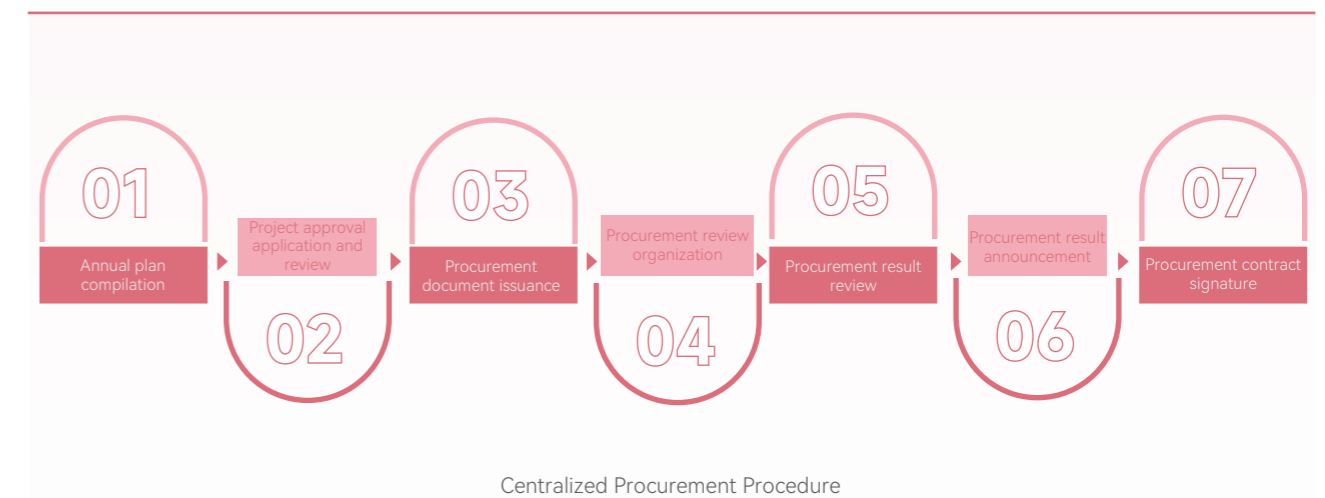 01
Annual plan
compilation
Project approval
application and
review
02
03
Procurement
document issuance
Procurement review
organization
04
05
Procurement result
review
Procurement result
announcement
06
07
Procurement contract
signature
Centralized Procurement Procedure